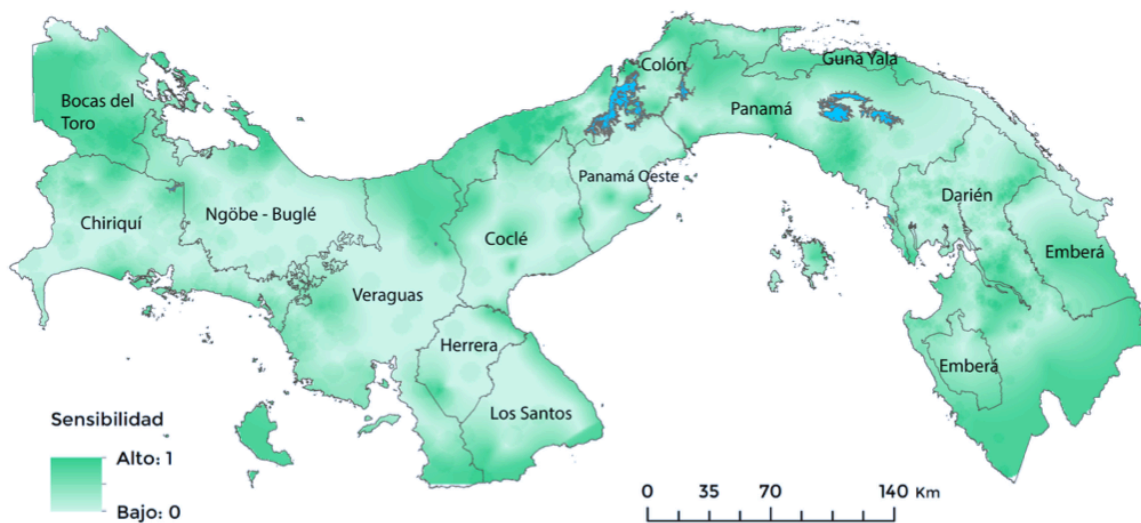 Colón
Guna Yala
Bocas del
Toro
Panamá
Panamá Oeste
Darién
Ngöbe - Buglé
Chiriquí
Coclé
Emberá
Veraguas
Herrera
Emberá
Los Santos
Sensibilidad
Alto: 1
Bajo: 0
0 35 70 140 Km